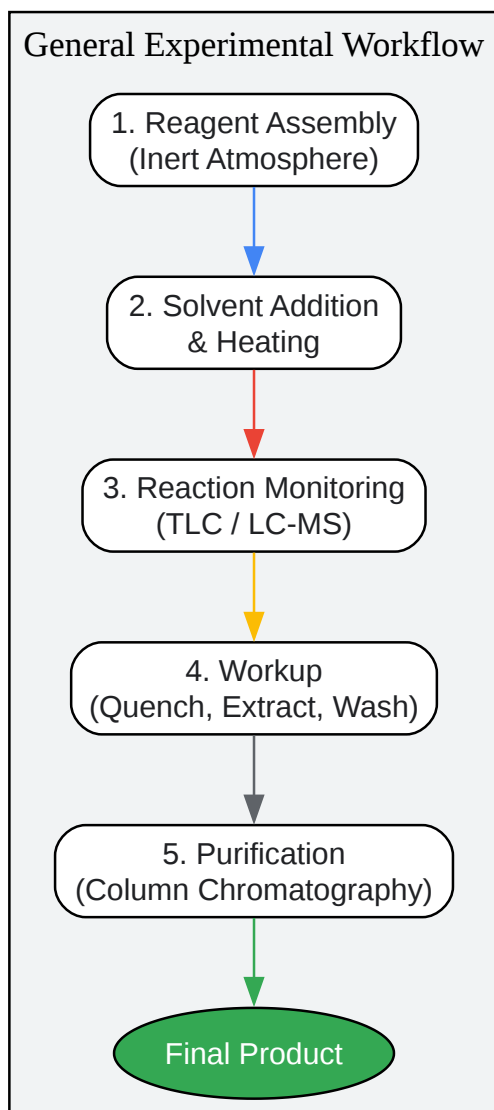 General Experimental Workflow
1. Reagent Assembly
(Inert Atmosphere)
2. Solvent Addition
& Heating
3. Reaction Monitoring
(TLC / LC-MS)
4. Workup
(Quench, Extract, Wash)
5. Purification
(Column Chromatography)
Final Product